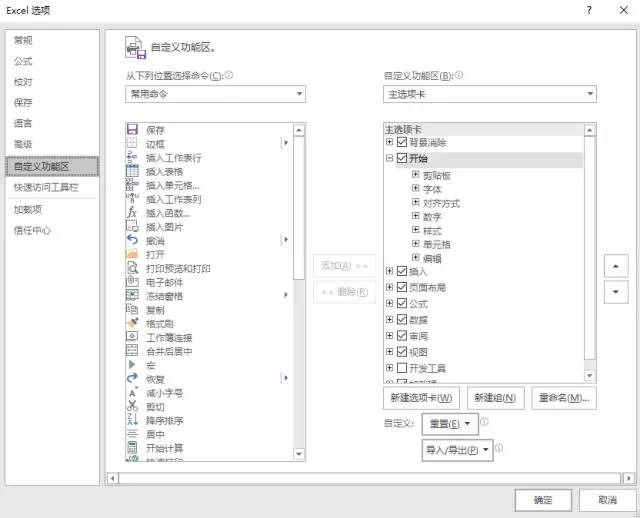 Excel 选项
? ×
常规
公式
校对
保存
语言
高级
自定义功能区
快速访问工具栏
加载项
信任中心
自定义功能区。
从下列位置选择命令(C):
常用命令
保存
边框
插入工作表行
插入表格
插入单元格...
插入工作表列
fx 插入函数...
插入图片
撤消
打开
打印预览和打印
电子邮件
冻结窗格
复制
格式刷
工作簿连接
合并后居中
宏
恢复
减小字号
剪切
降序排序
居中
开始计算
添加(A) >>
<< 删除(R)
自定义功能区(B):
主选项卡
主选项卡
背景消除
开始
剪贴板
字体
对齐方式
数字
样式
单元格
编辑
插入
页面布局
公式
数据
审阅
视图
开发工具
新建选项卡(W)
新建组(N)
重命名(M)...
自定义:
重置(E)
导入/导出(P)
确定
取消